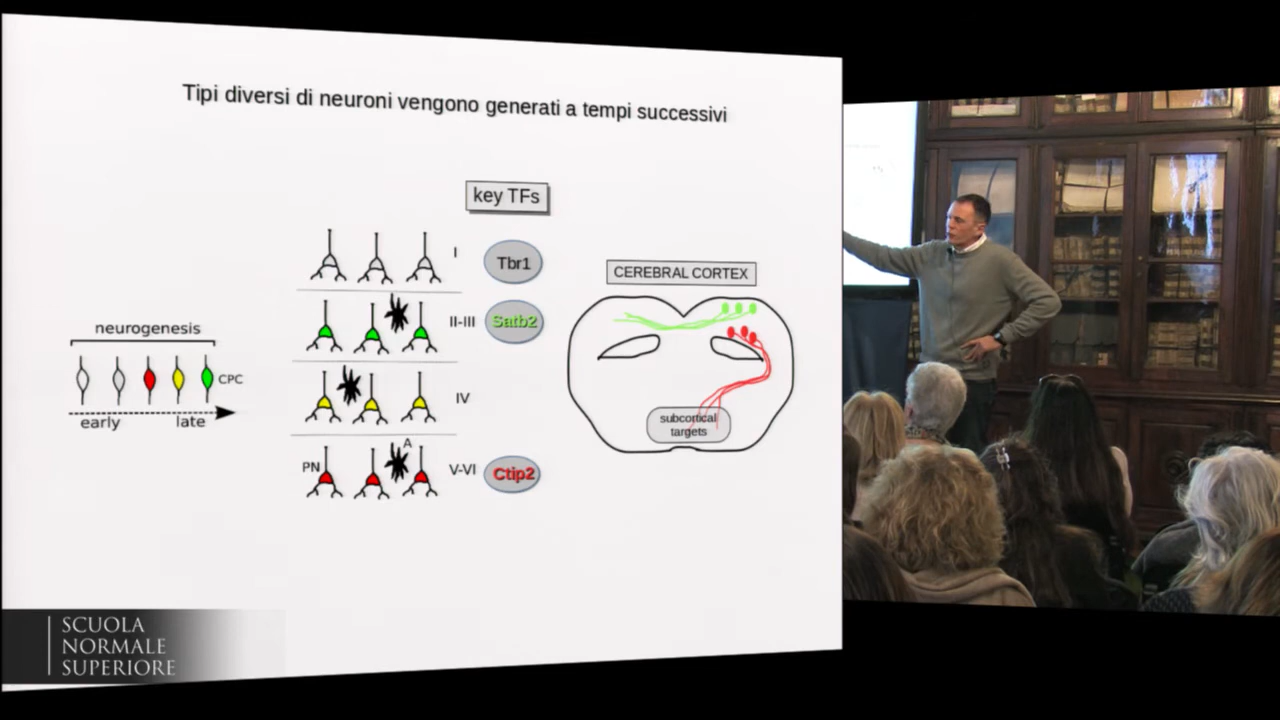 Tipi diversi di neuroni vengono generati a tempi successivi
key TFs
I
Tbr1
CEREBRAL CORTEX
neurogenesis
II-III
Satb2
CPC
early
late
IV
subcortical
targets
A
PN
V-VI
Ctip2
SCUOLA
NORMALE
SUPERIORE